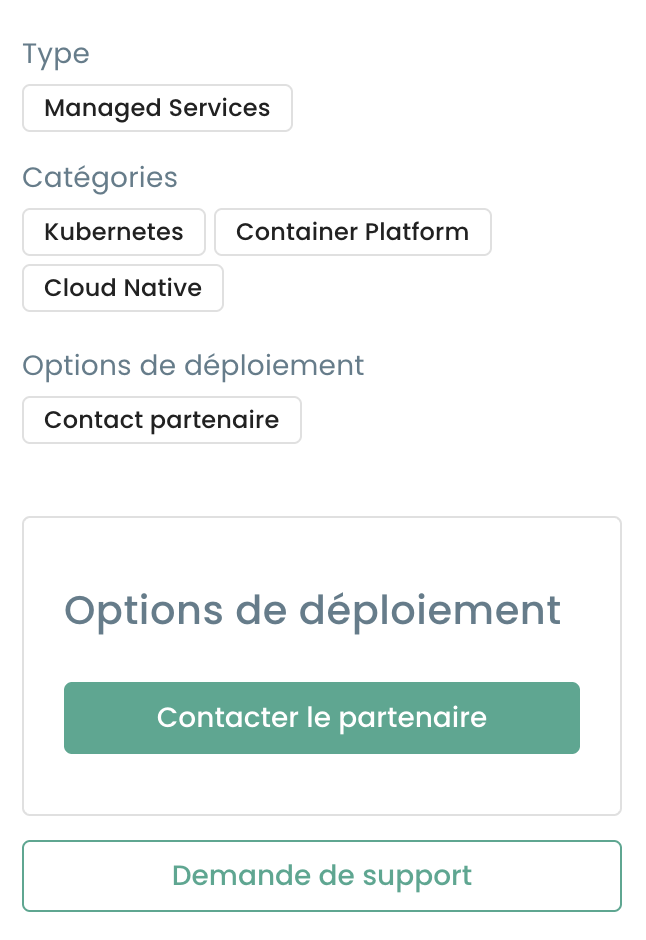 Type
Managed Services
Catégories
Kubernetes Container Platform
Cloud Native
Options de déploiement
Contact partenaire
Options de déploiement
Contacter le partenaire
Demande de support